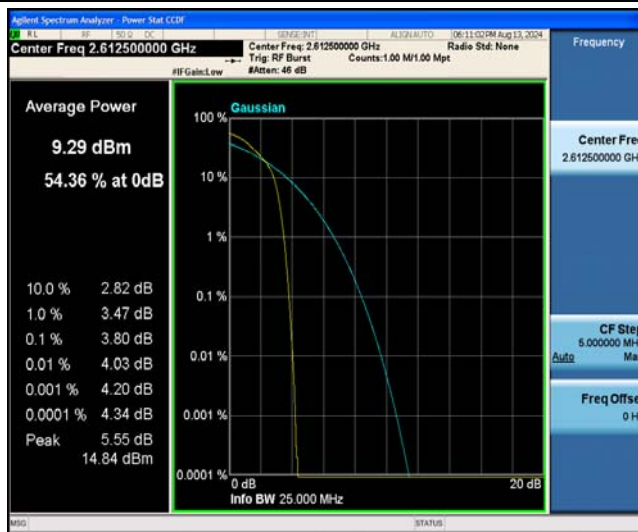 Agilent Spectrum Analyzer - Power Stat CCDF
RL RF 50 Ω DC SENSE:INT ALIGN AUTO 06:11:02 PM Aug 13, 2024
Center Freq 2.612500000 GHz
Center Freq: 2.612500000 GHz Radio Std: None
Trig: RF Burst Counts:1.00 M/1.00 Mpt
#IFGain:Low #Atten: 46 dB
Frequency
Average Power
9.29 dBm
54.36 % at 0dB
10.0 % 2.82 dB
1.0 % 3.47 dB
0.1 % 3.80 dB
0.01 % 4.03 dB
0.001 % 4.20 dB
0.0001 % 4.34 dB
Peak 5.55 dB
14.84 dBm
Gaussian
100 %
10 %
1 %
0.1 %
0.01 %
0.001 %
0.0001 %
0 dB 20 dB
Info BW 25.000 MHz
Center Fre
2.612500000 GH
CF Ste
5.000000 MH
Auto Ma
Freq Offse
0 H
MSG STATUS